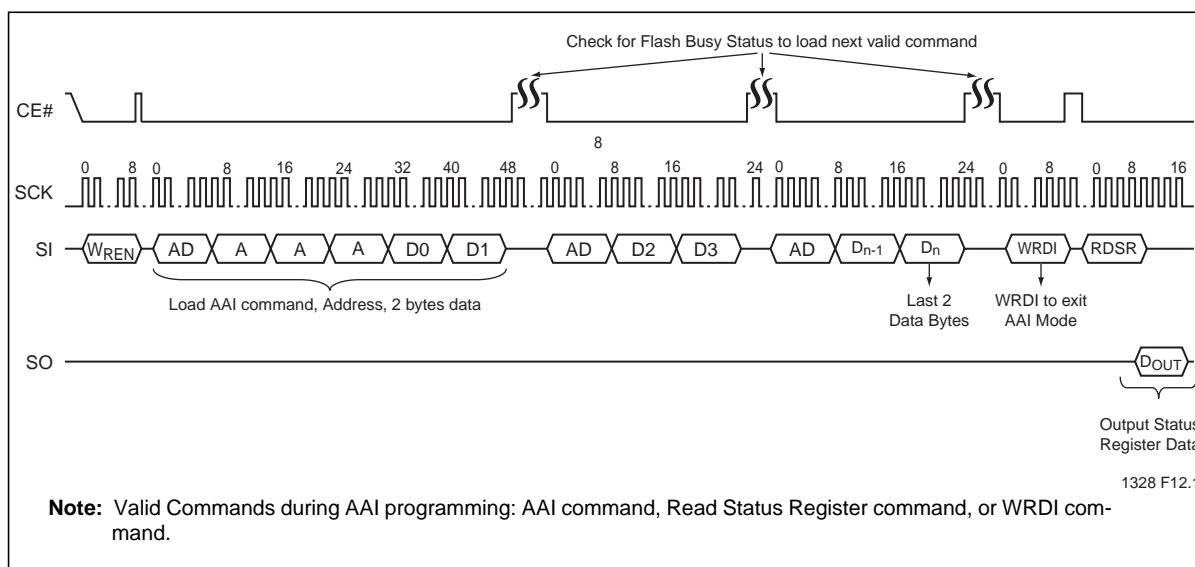 Check for Flash Busy Status to load next valid command
CE#
8
0 8 0 8 16 24 32 40 48 0 8 16 24 0 8 16 24 0 8 0 8 16
SCK
SI WREN AD A A A D0 D1 AD D2 D3 AD Dn-1 Dn WRDI RDSR
Load AAI command, Address, 2 bytes data
Last 2
Data Bytes
WRDI to exit
AAI Mode
SO DOUT
Output Status
Register Data
1328 F12.1
Note: Valid Commands during AAI programming: AAI command, Read Status Register command, or WRDI com-
mand.